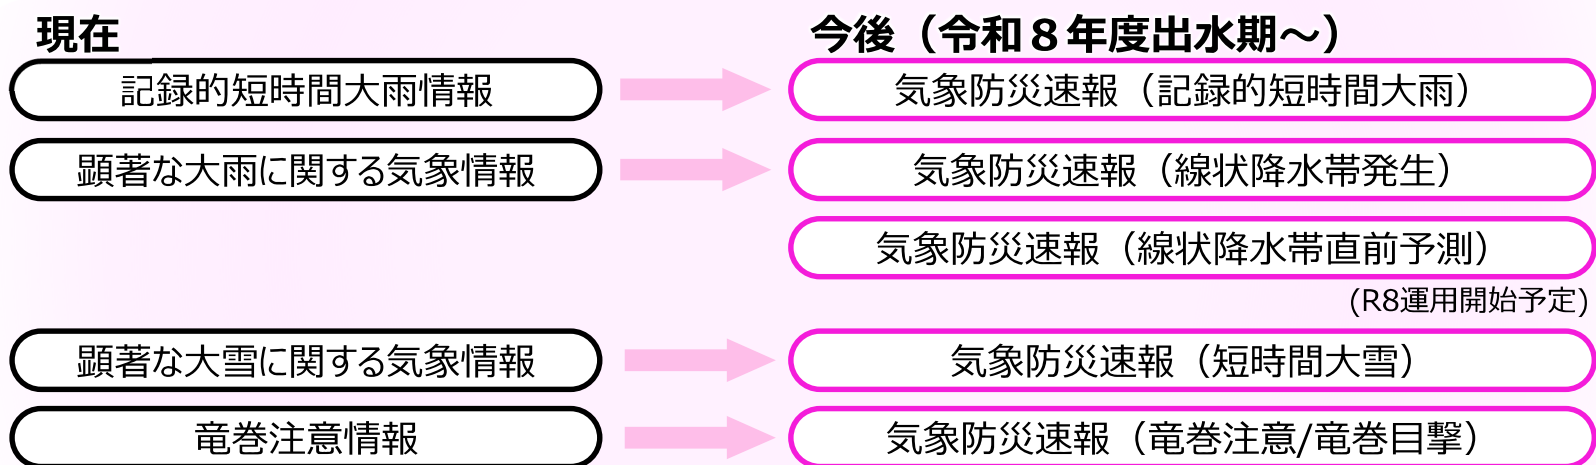 現在
今後（令和８年度出水期～）
記録的短時間大雨情報
気象防災速報（記録的短時間大雨）
顕著な大雨に関する気象情報
気象防災速報（線状降水帯発生）
気象防災速報（線状降水帯直前予測）
(R8運用開始予定)
顕著な大雪に関する気象情報
気象防災速報（短時間大雪）
竜巻注意情報
気象防災速報（竜巻注意/竜巻目撃）